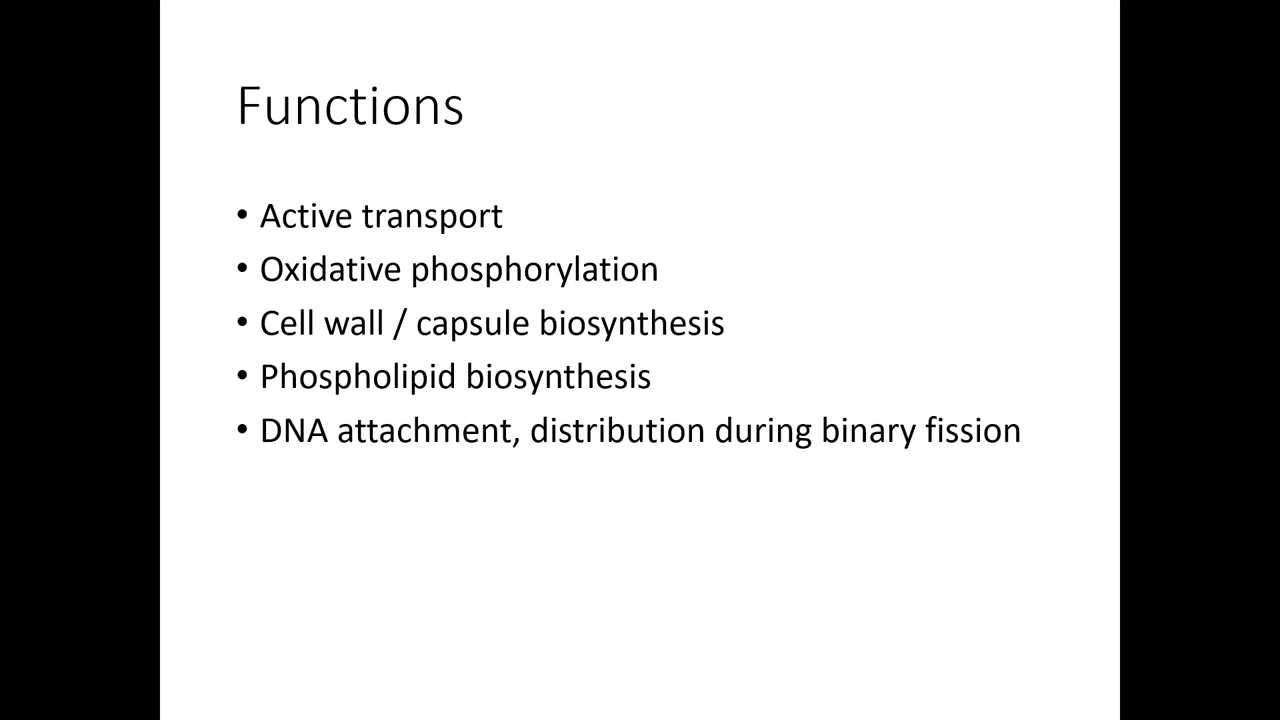 Functions
• Active transport
• Oxidative phosphorylation
• Cell wall / capsule biosynthesis
• Phospholipid biosynthesis
• DNA attachment, distribution during binary fission